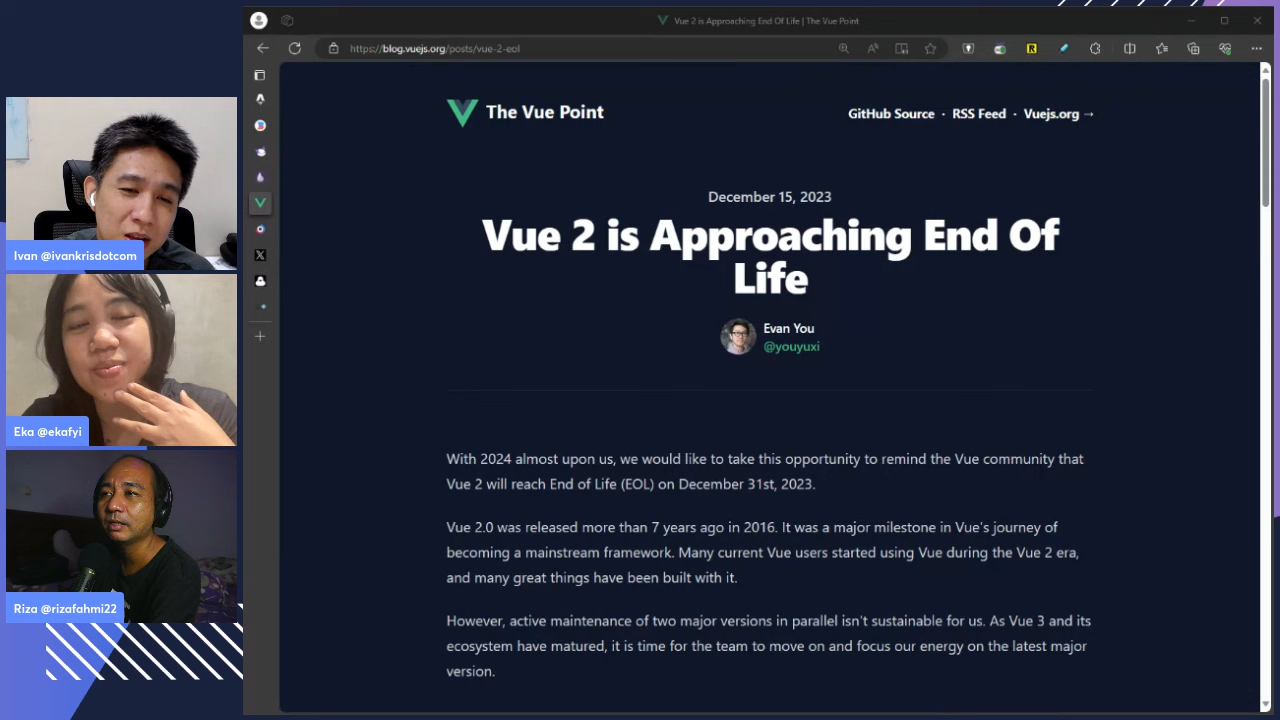 Vue 2 is Approaching End Of Life | The Vue Point
https://blog.vuejs.org/posts/vue-2-eol
The Vue Point
GitHub Source · RSS Feed · Vuejs.org →
December 15, 2023
Vue 2 is Approaching End Of
Life
Evan You
@youyuxi
With 2024 almost upon us, we would like to take this opportunity to remind the Vue community that
Vue 2 will reach End of Life (EOL) on December 31st, 2023.
Vue 2.0 was released more than 7 years ago in 2016. It was a major milestone in Vue's journey of
becoming a mainstream framework. Many current Vue users started using Vue during the Vue 2 era,
and many great things have been built with it.
However, active maintenance of two major versions in parallel isn't sustainable for us. As Vue 3 and its
ecosystem have matured, it is time for the team to move on and focus our energy on the latest major
version.
Ivan @ivankrisdotcom
Eka @ekafyi
Riza @rizafahmi22